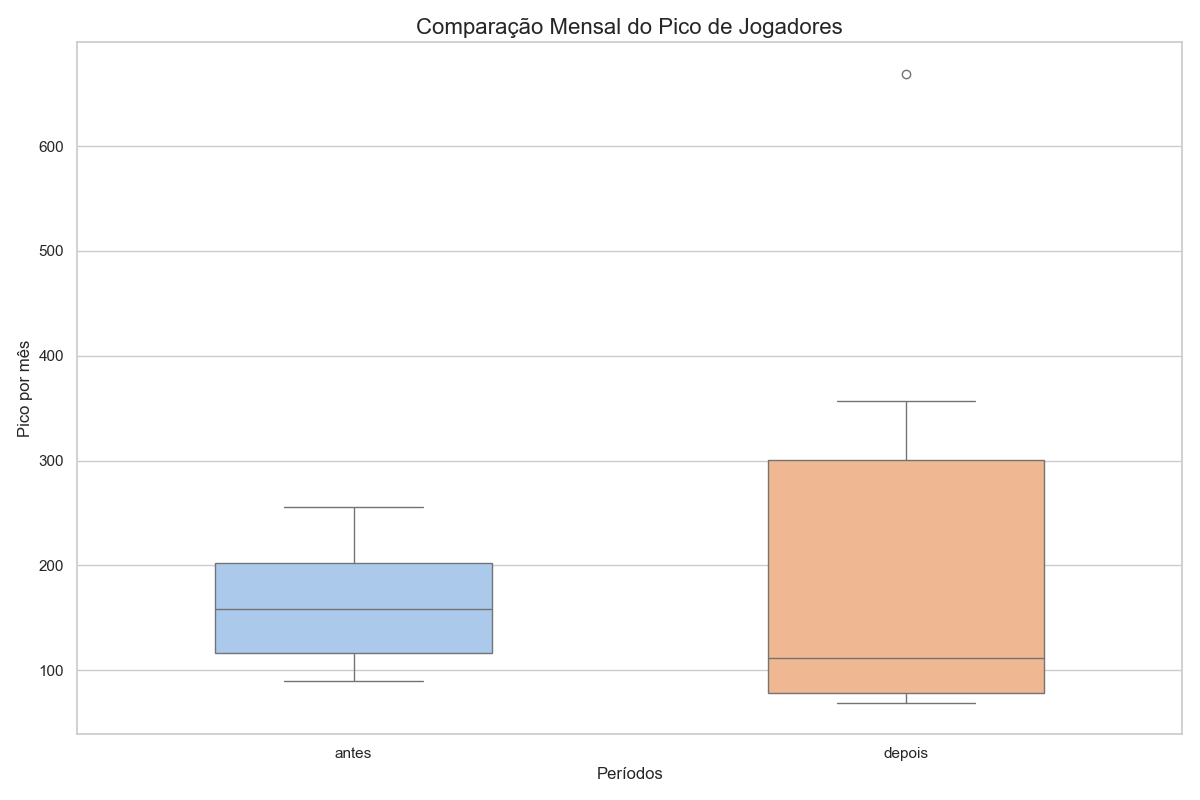 Comparação Mensal do Pico de Jogadores
Pico por mês
600
500
400
300
200
100
antes
depois
Períodos